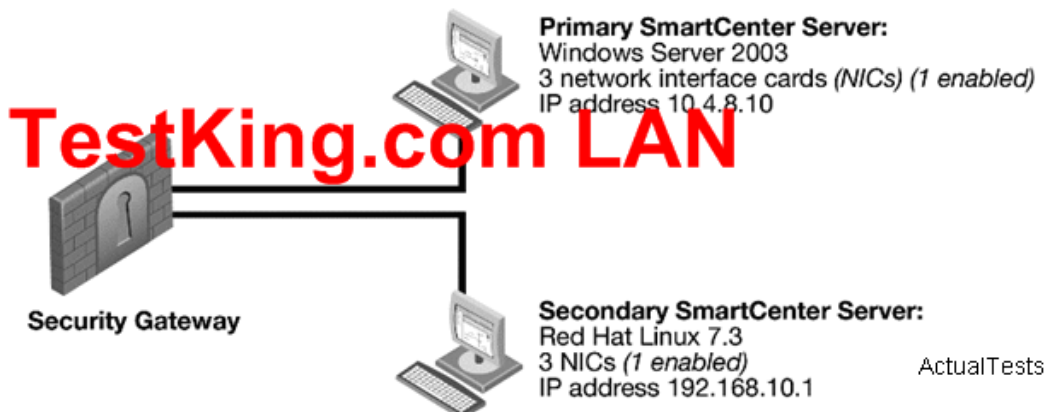 Primary SmartCenter Server:
Windows Server 2003
3 network interface cards (NICs) (1 enabled)
IP address 10.4.8.10
TestKing.com LAN
Security Gateway
Secondary SmartCenter Server:
Red Hat Linux 7.3
3 NICs (1 enabled)
IP address 192.168.10.1
ActualTests